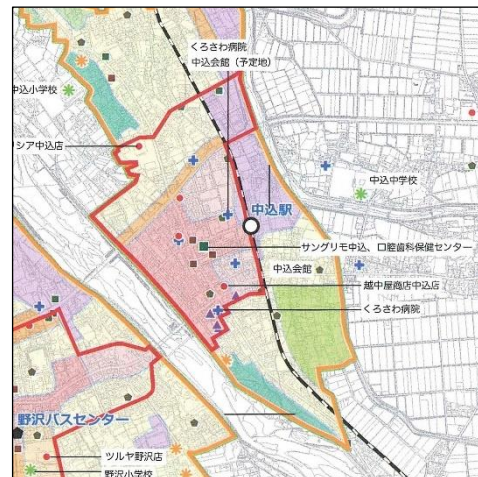 くろさわ病院
中込会館（予定地）
中込小学校
シア中込店
中込中学校
中込駅
サングリモ中込、口腔歯科保健センター
中込会館
越中屋商店中込店
くろさわ病院
野沢バスセンター
ツルヤ野沢店
野沢小学校